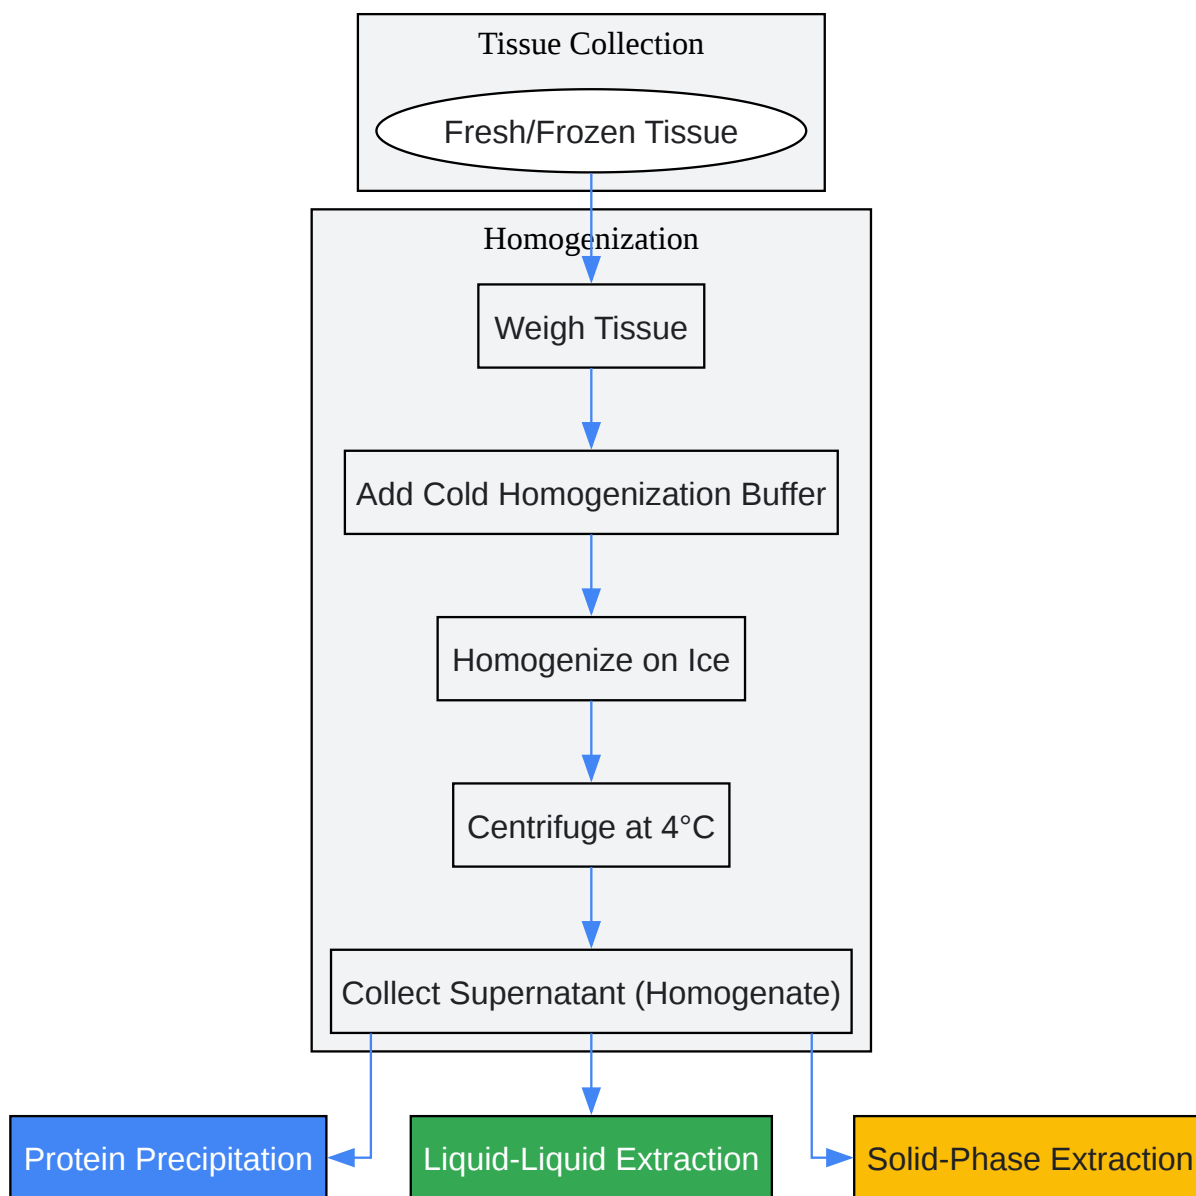 Tissue Collection
Fresh/Frozen Tissue
Homogenization
Weigh Tissue
Add Cold Homogenization Buffer
Homogenize on Ice
Centrifuge at 4°C
Collect Supernatant (Homogenate)
Protein Precipitation
Liquid-Liquid Extraction
Solid-Phase Extraction